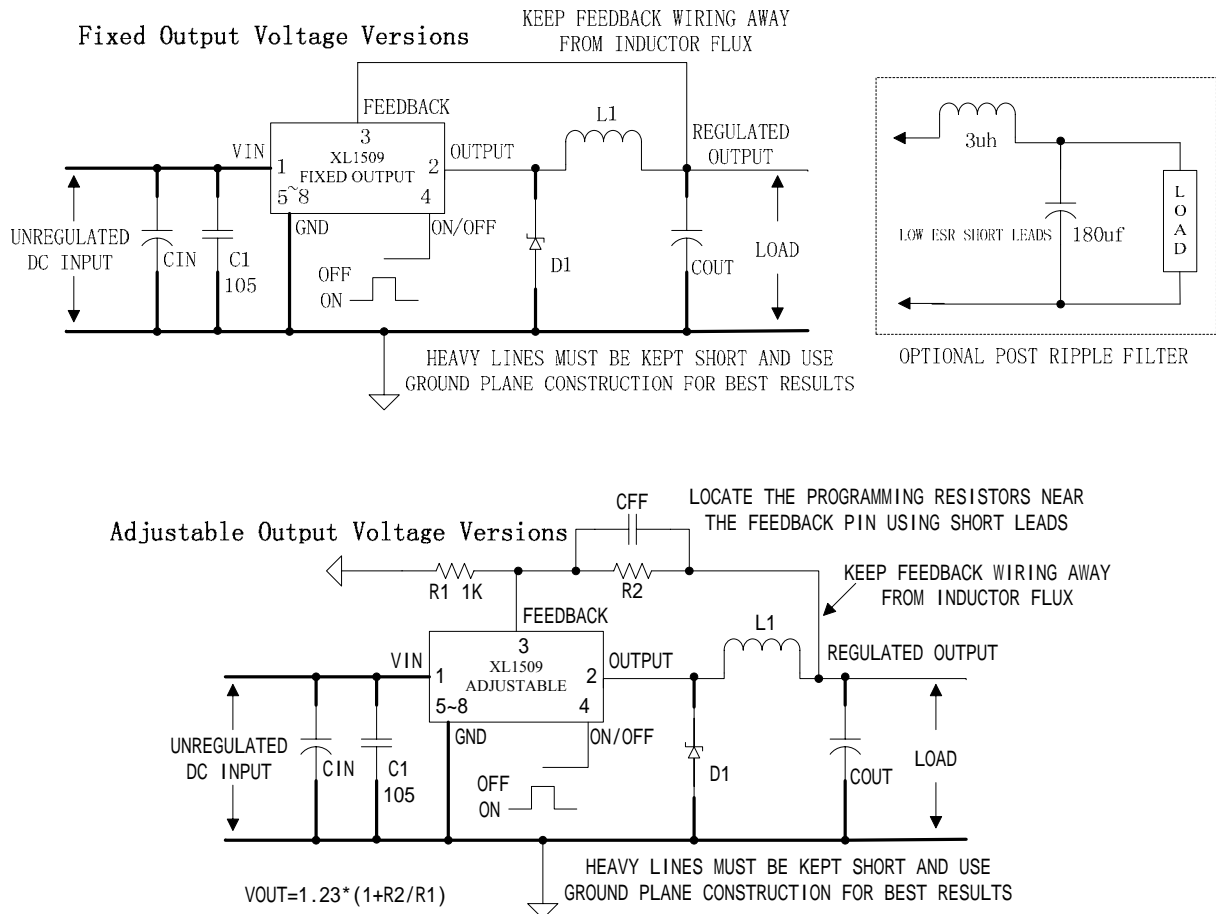 Fixed Output Voltage Versions
KEEP FEEDBACK WIRING AWAY
FROM INDUCTOR FLUX
FEEDBACK
3
L1
REGULATED
OUTPUT
VIN
1
XL1509
FIXED OUTPUT
2
OUTPUT
5~8
4
GND
ON/OFF
UNREGULATED
DC INPUT
CIN
C1
105
OFF
ON
D1
COUT
LOAD
HEAVY LINES MUST BE KEPT SHORT AND USE
GROUND PLANE CONSTRUCTION FOR BEST RESULTS
3uh
LOW ESR SHORT LEADS
180uf
LOAD
OPTIONAL POST RIPPLE FILTER
Adjustable Output Voltage Versions
CFF
LOCATE THE PROGRAMMING RESISTORS NEAR
THE FEEDBACK PIN USING SHORT LEADS
R1 1K
R2
KEEP FEEDBACK WIRING AWAY
FROM INDUCTOR FLUX
FEEDBACK
3
L1
REGULATED OUTPUT
VIN
1
XL1509
ADJUSTABLE
2
OUTPUT
5~8
4
GND
ON/OFF
UNREGULATED
DC INPUT
CIN
C1
105
OFF
ON
D1
COUT
LOAD
HEAVY LINES MUST BE KEPT SHORT AND USE
GROUND PLANE CONSTRUCTION FOR BEST RESULTS
VOUT=1.23*(1+R2/R1)